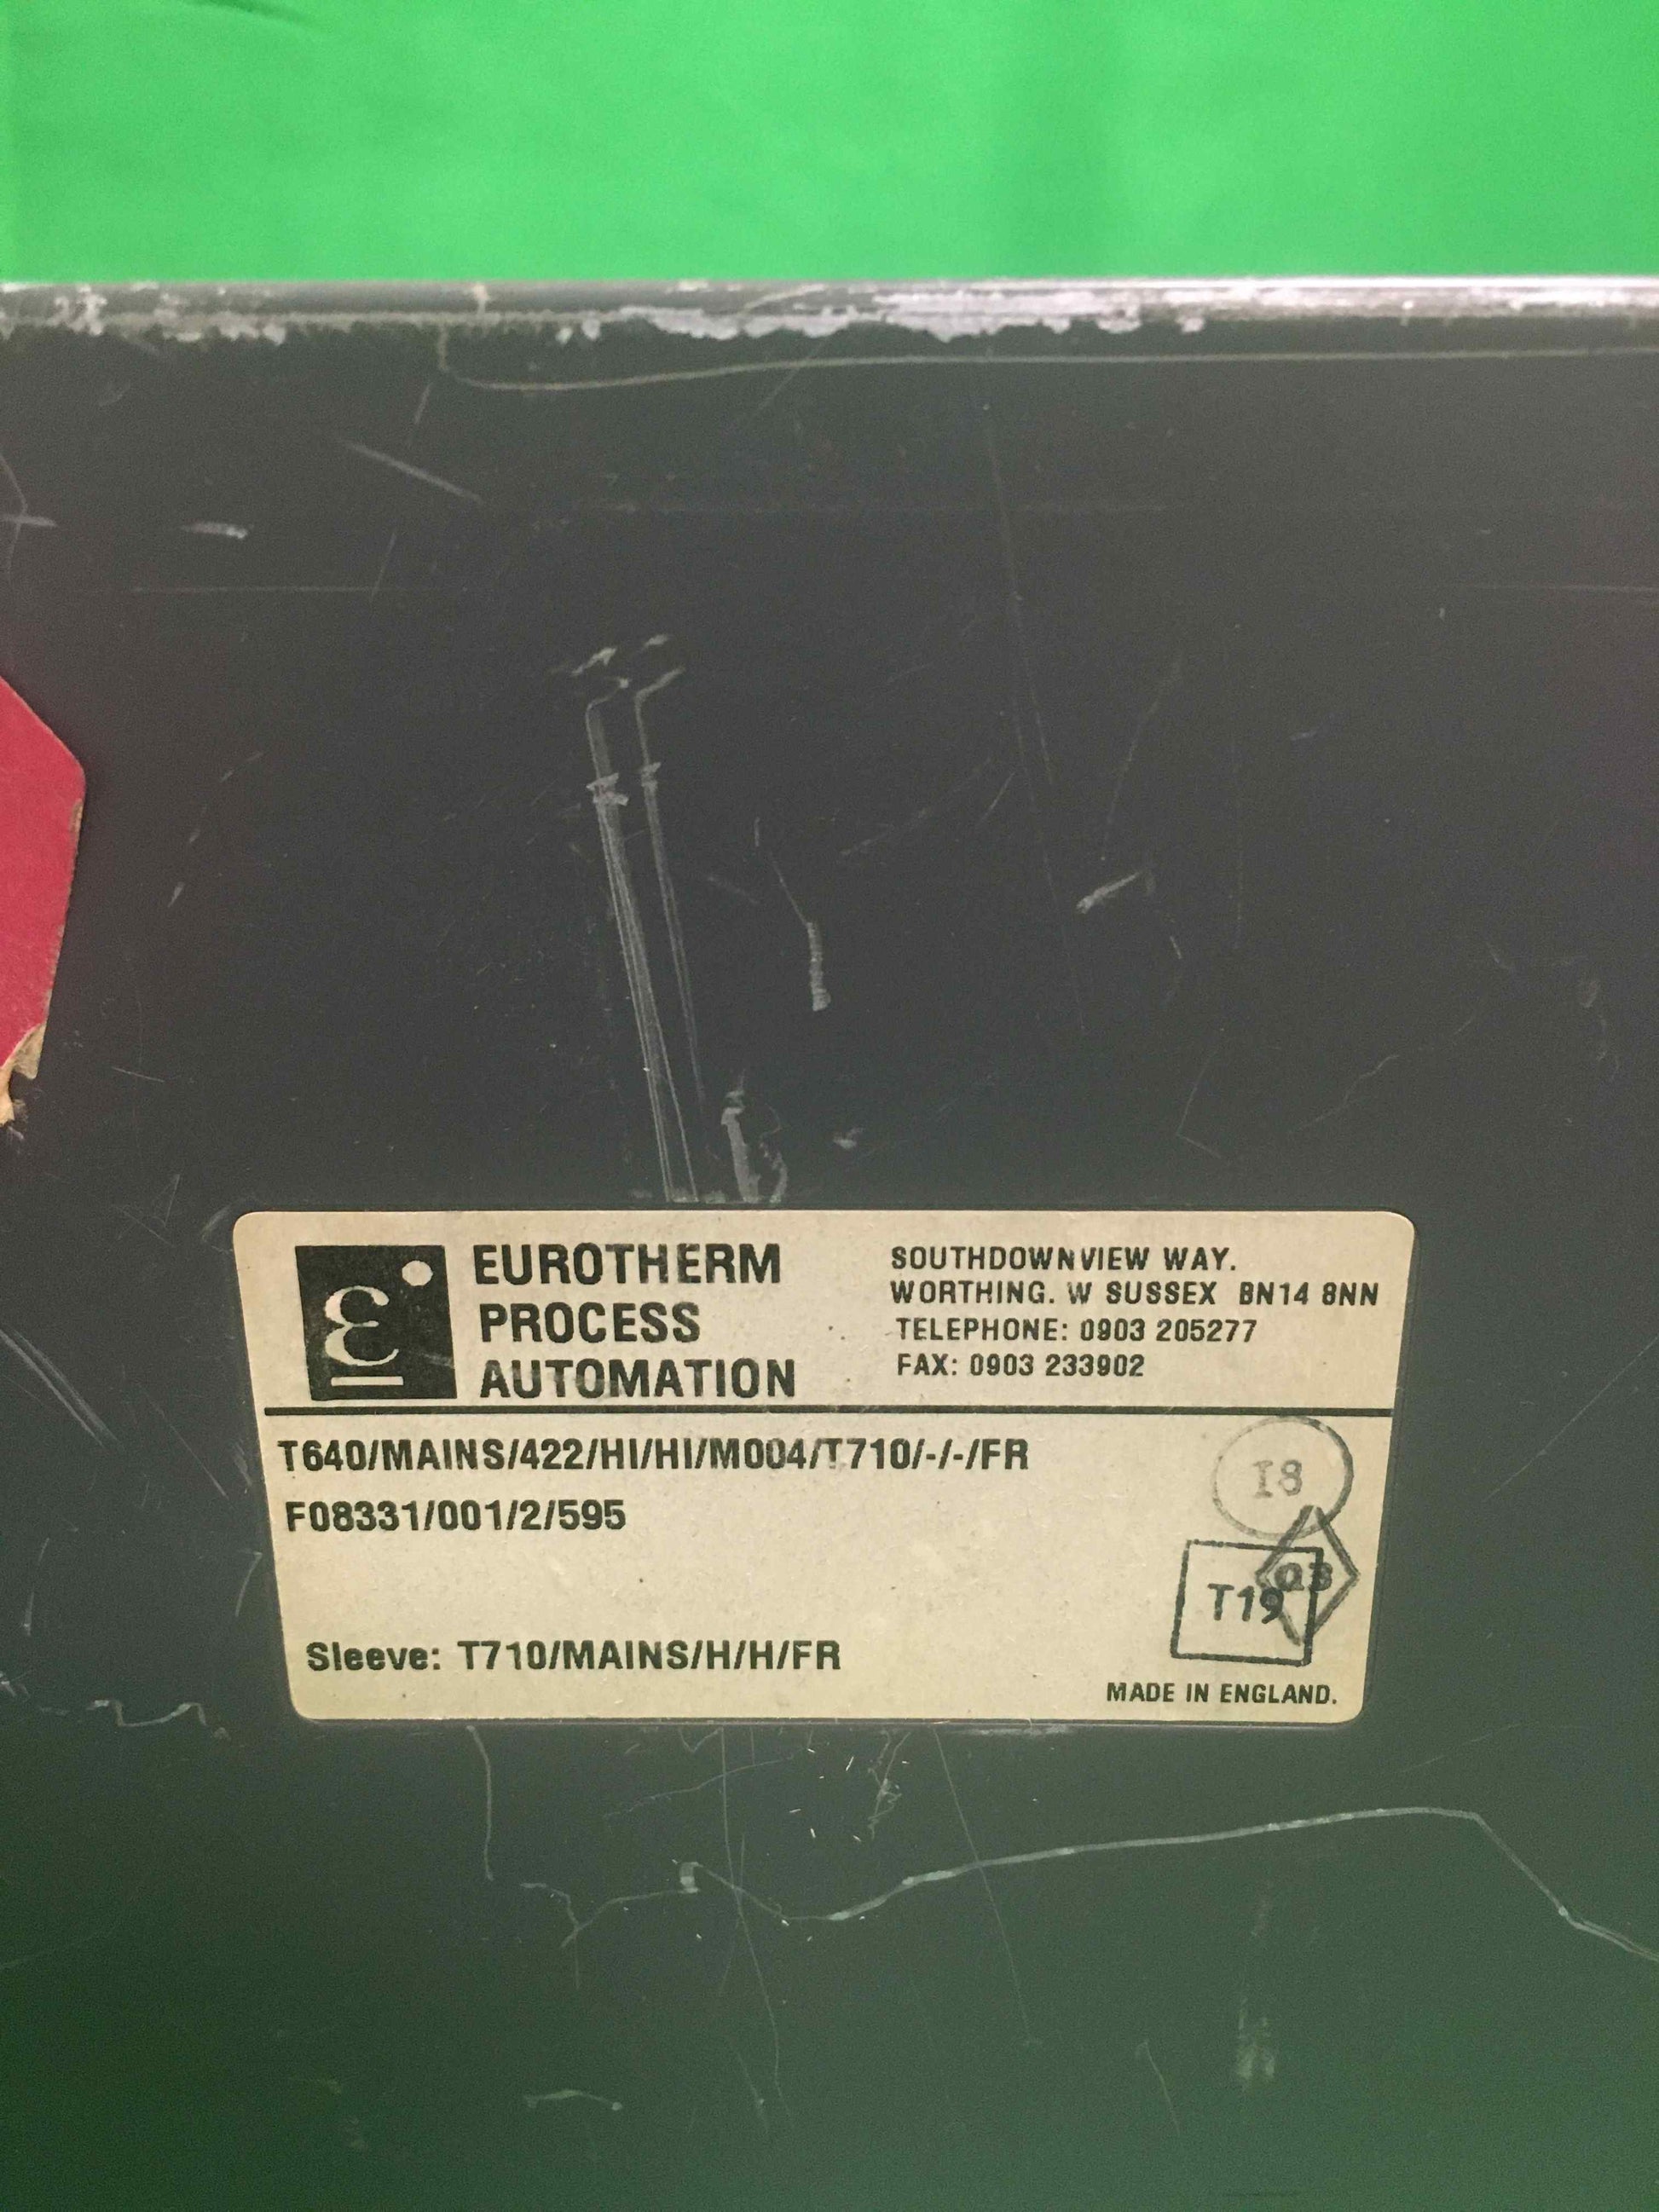 EUROTHERM
PROCESS
AUTOMATION
SOUTHDOWNVIEW WAY.
WORTHING. W SUSSEX BN14 8NN
TELEPHONE: 0903 205277
FAX: 0903 233902
T640/MAINS/422/HI/HI/M004/T710/-/-/FR
F08331/001/2/595
I8
T19
Sleeve: T710/MAINS/H/H/FR
MADE IN ENGLAND.